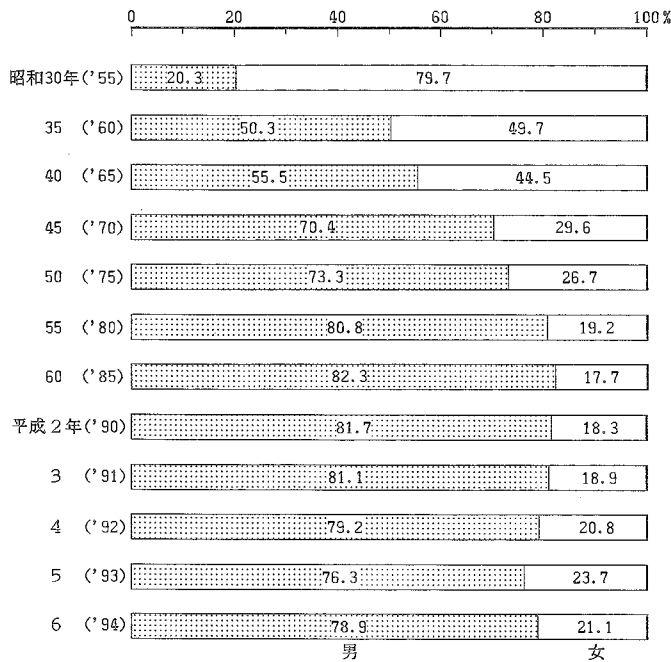 0 20 40 60 80 100%
昭和30年('55) 20.3 79.7
35 ('60) 50.3 49.7
40 ('65) 55.5 44.5
45 ('70) 70.4 29.6
50 ('75) 73.3 26.7
55 ('80) 80.8 19.2
60 ('85) 82.3 17.7
平成2年('90) 81.7 18.3
3 ('91) 81.1 18.9
4 ('92) 79.2 20.8
5 ('93) 76.3 23.7
6 ('94) 78.9 21.1
男 女